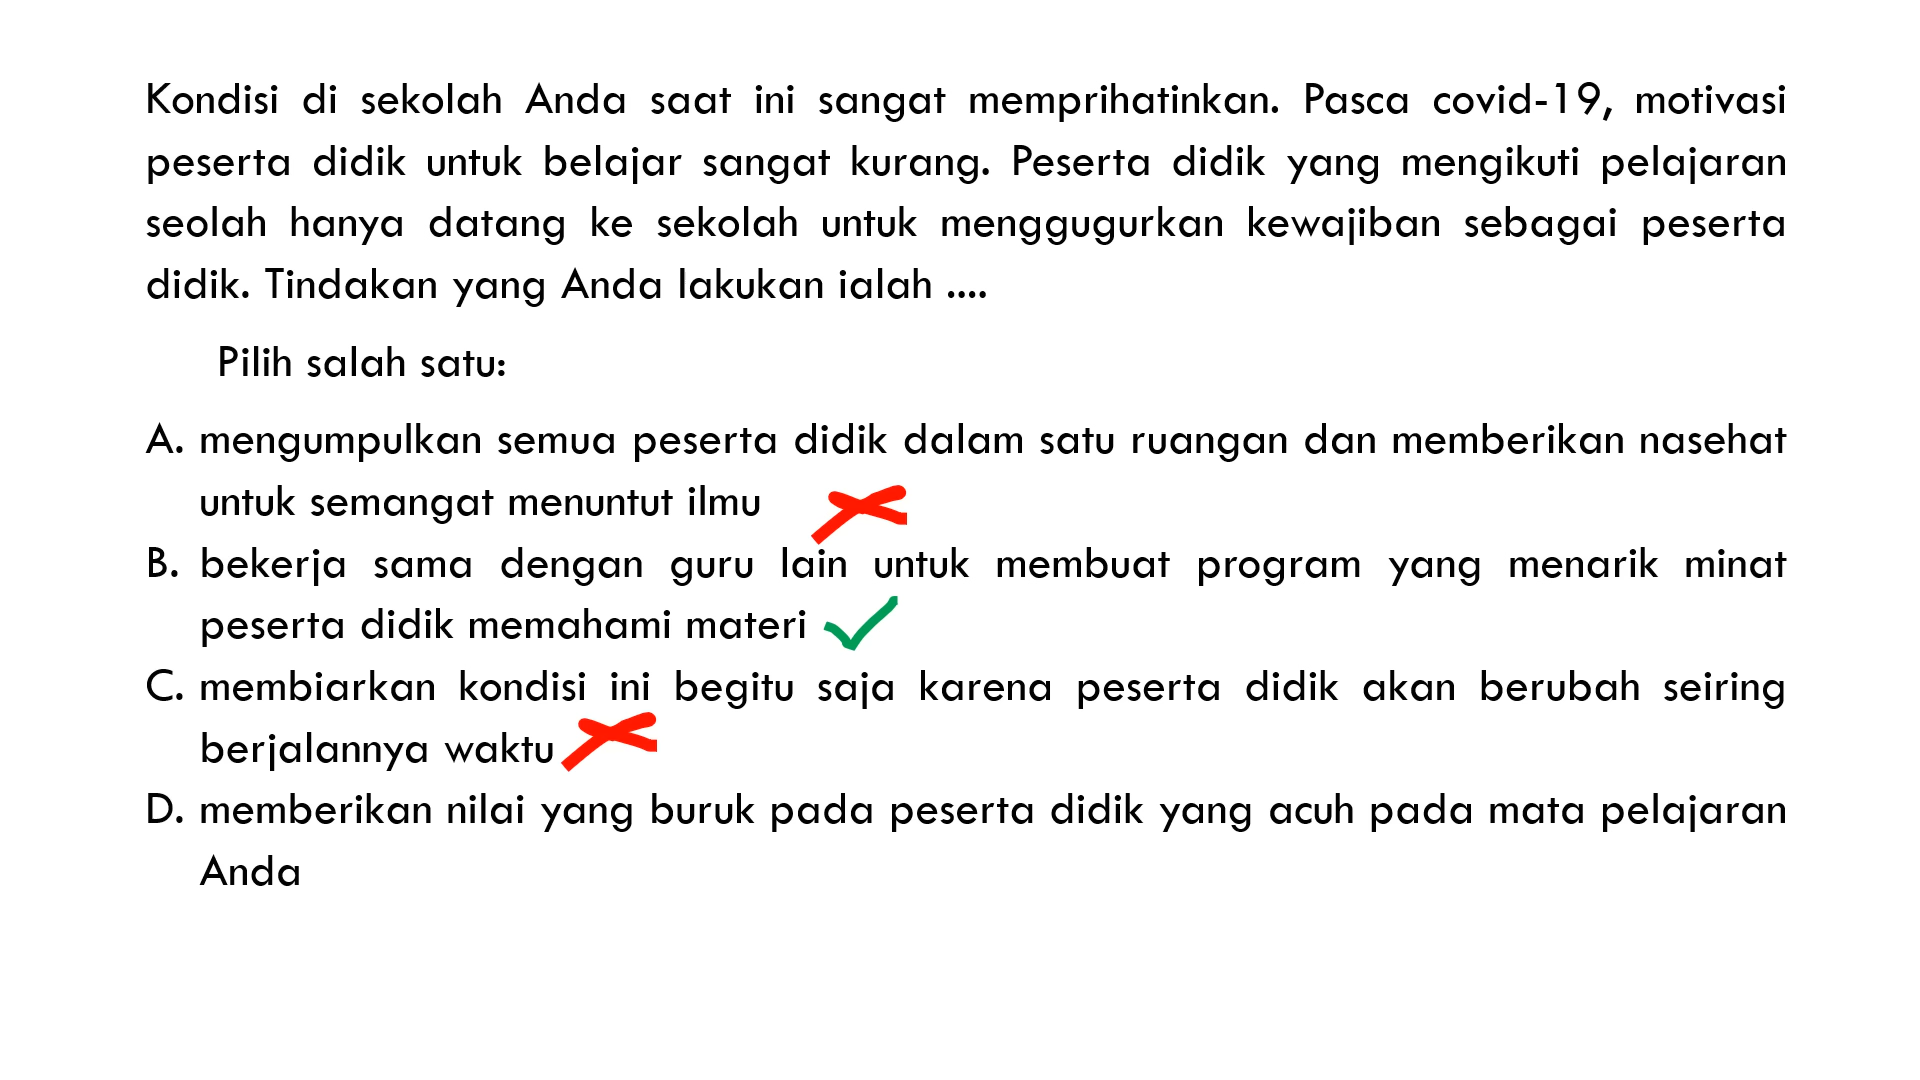 Kondisi di sekolah Anda saat ini sangat memprihatinkan. Pasca covid-19, motivasi
peserta didik untuk belajar sangat kurang. Peserta didik yang mengikuti pelajaran
seolah hanya datang ke sekolah untuk menggugurkan kewajiban sebagai peserta
didik. Tindakan yang Anda lakukan ialah ....
Pilih salah satu:
A. mengumpulkan semua peserta didik dalam satu ruangan dan memberikan nasehat
untuk semangat menuntut ilmu
B. bekerja sama dengan guru lain untuk membuat program yang menarik minat
peserta didik memahami materi
C. membiarkan kondisi ini begitu saja karena peserta didik akan berubah seiring
berjalannya waktu
D. memberikan nilai yang buruk pada peserta didik yang acuh pada mata pelajaran
Anda